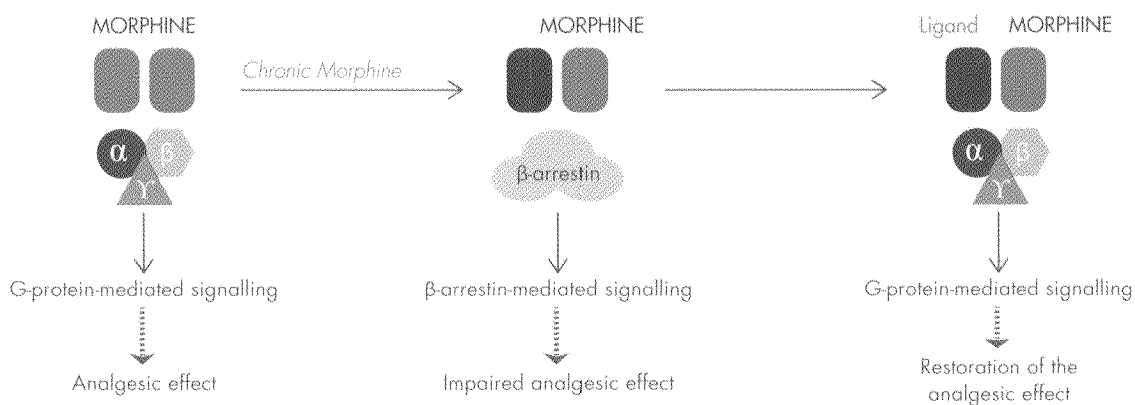 MORPHINE
MORPHINE
Ligand MORPHINE
Chronic Morphine
α β
ϒ
β-arrestin
α β
ϒ
G-protein-mediated signalling
β-arrestin-mediated signalling
G-protein-mediated signalling
Analgesic effect
Impaired analgesic effect
Restoration of the
analgesic effect